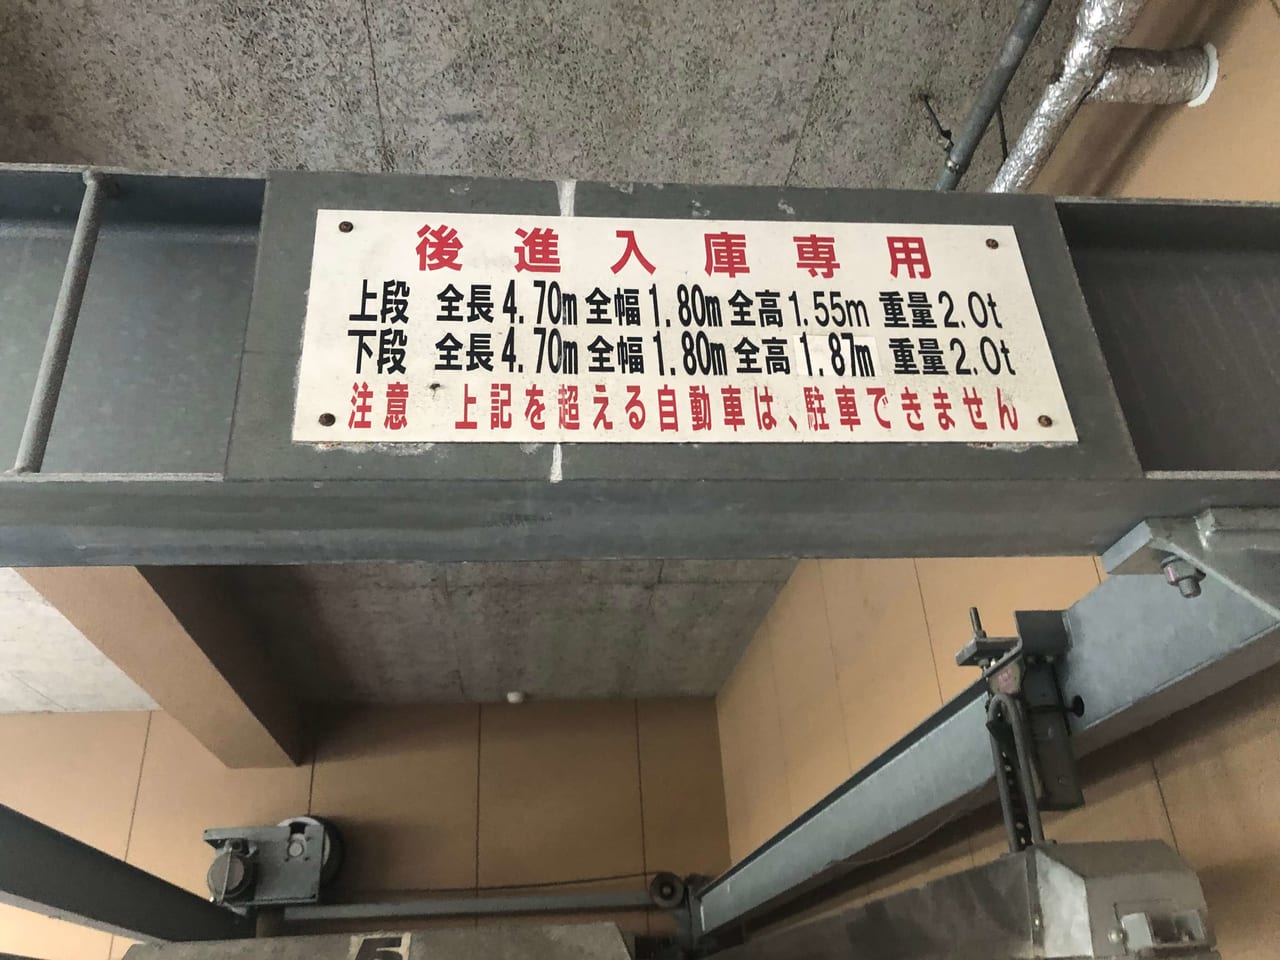 後進入庫専用
上段 全長4.70m 全幅1.80m 全高1.55m 重量2.0t
下段 全長4.70m 全幅1.80m 全高1.87m 重量2.0t
注意 上記を超える自動車は、駐車できません